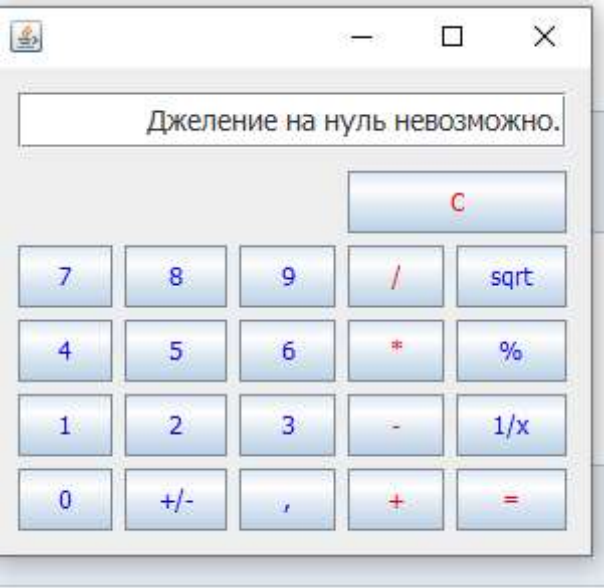 Джеление на нуль невозможно.
C
7 8 9 / sqrt
4 5 6 * %
1 2 3 - 1/x
0 +/- , + =